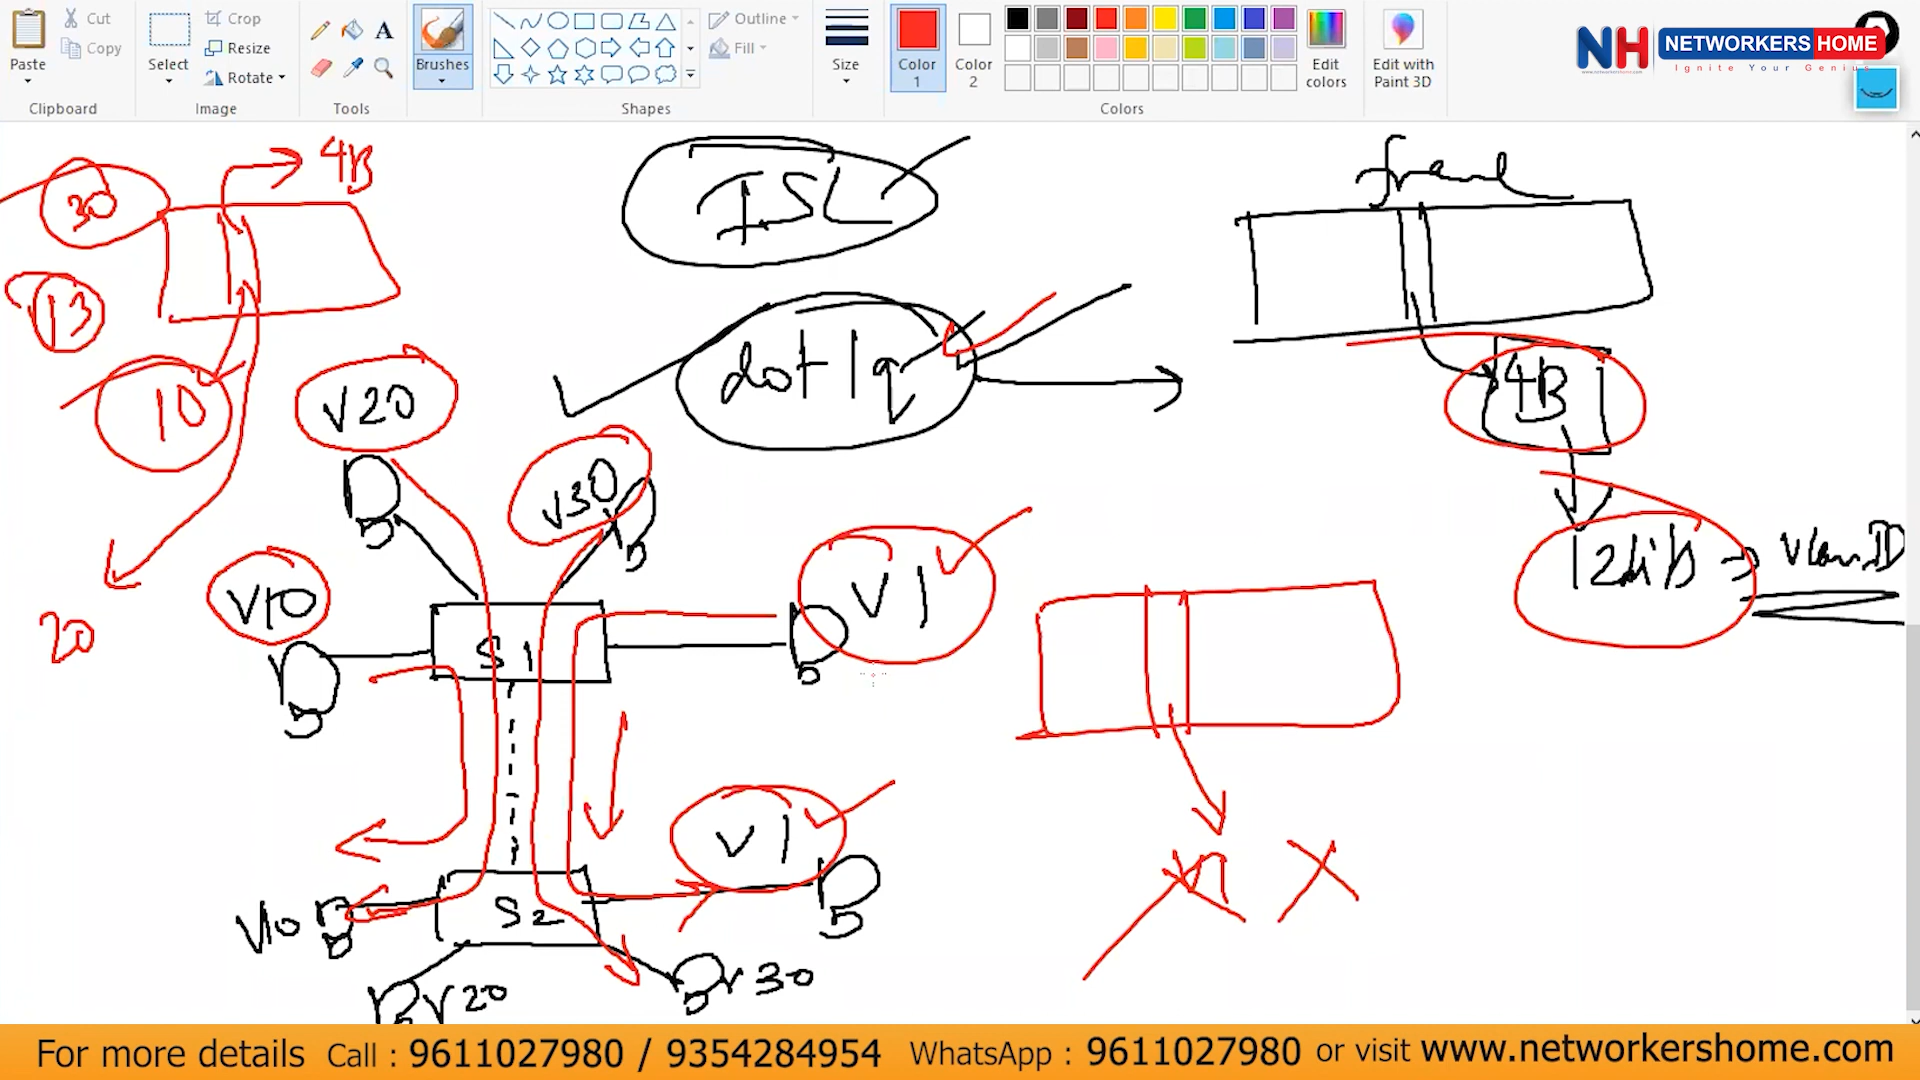 Paste
Cut
Copy
Clipboard
Select
Crop
Resize
Rotate
Image
A
Tools
Brushes
Shapes
Outline
Fill
Size
Color 1
Color 2
Colors
Edit colors
Edit with Paint 3D
NH NETWORKERS HOME
Ignite Your Genius
30
4B
13
10
20
ISL
dot1q
frame
4B
12bits → Vlan ID
V20
V30
V10
V1
S1
V1
S2
V10
V20
V30
For more details Call : 9611027980 / 9354284954 WhatsApp : 9611027980 or visit www.networkershome.com